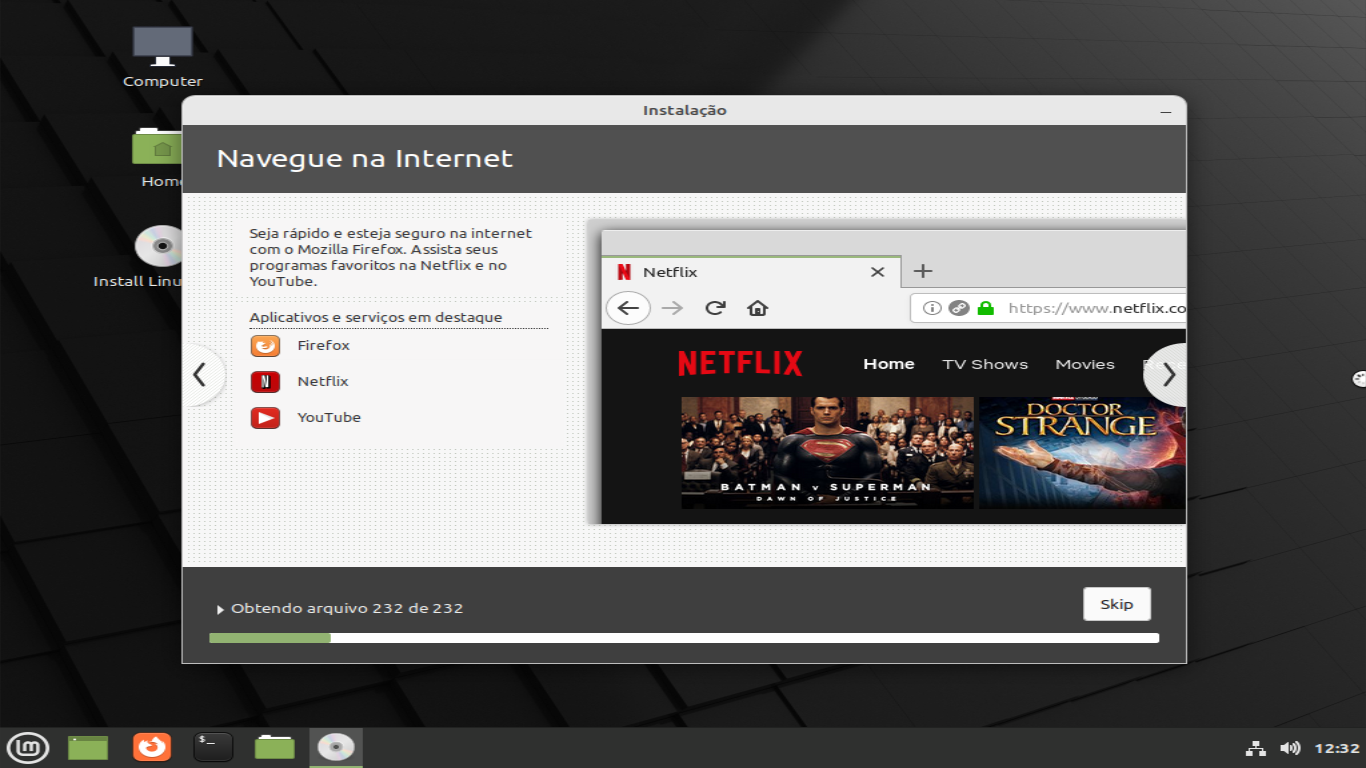 Computer
Home
Install Linu
Instalação
Navegue na Internet
Seja rápido e esteja seguro na internet
com o Mozilla Firefox. Assista seus
programas favoritos na Netflix e no
YouTube.
Aplicativos e serviços em destaque
Firefox
Netflix
YouTube
Netflix
https://www.netflix.co
NETFLIX
Home
TV Shows
Movies
BATMAN v SUPERMAN
DAWN OF JUSTICE
DOCTOR
STRANGE
Obtendo arquivo 232 de 232
Skip
12:32